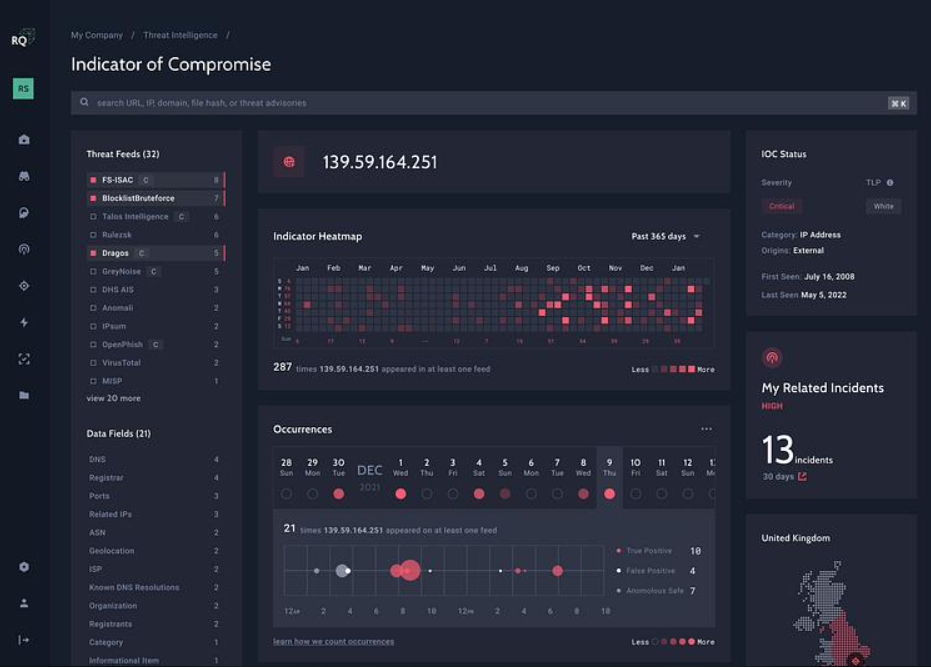 RQ
RS
My Company / Threat Intelligence /
Indicator of Compromise
search URL, IP, domain, file hash, or threat advisories
⌘ K
Threat Feeds (32)
FS-ISAC C 8
BlocklistBruteforce 7
Talos Intelligence C 6
Rulezsk 6
Dragos C 5
GreyNoise C 5
DHS AIS 3
Anomali 2
IPsum 2
OpenPhish C 2
VirusTotal 2
MISP 1
view 20 more
Data Fields (21)
DNS 4
Registrar 4
Ports 3
Related IPs 3
ASN 2
Geolocation 2
ISP 2
Known DNS Resolutions 2
Organization 2
Registrants 2
Category 1
Informational Item 1
139.59.164.251
Indicator Heatmap
Past 365 days
Jan Feb Mar Apr May Jun Jul Aug Sep Oct Nov Dec Jan
S
M
T
W
T
F
S
Sum
287 times 139.59.164.251 appeared in at least one feed
Less More
Occurrences
28 29 30 DEC 1 2 3 4 5 6 7 8 9 10 11 12
Sun Mon Tue 2021 Wed Thu Fri Sat Sun Mon Tue Wed Thu Fri Sat Sun
21 times 139.59.164.251 appeared on at least one feed
True Positive 10
False Positive 4
Anomolous Safe 7
12AM 2 4 6 8 10 12PM 2 4 6 8 10
learn how we count occurrences
Less More
IOC Status
Severity TLP
Critical White
Category: IP Address
Origins: External
First Seen: July 16, 2008
Last Seen May 5, 2022
My Related Incidents
HIGH
13 incidents
30 days
United Kingdom